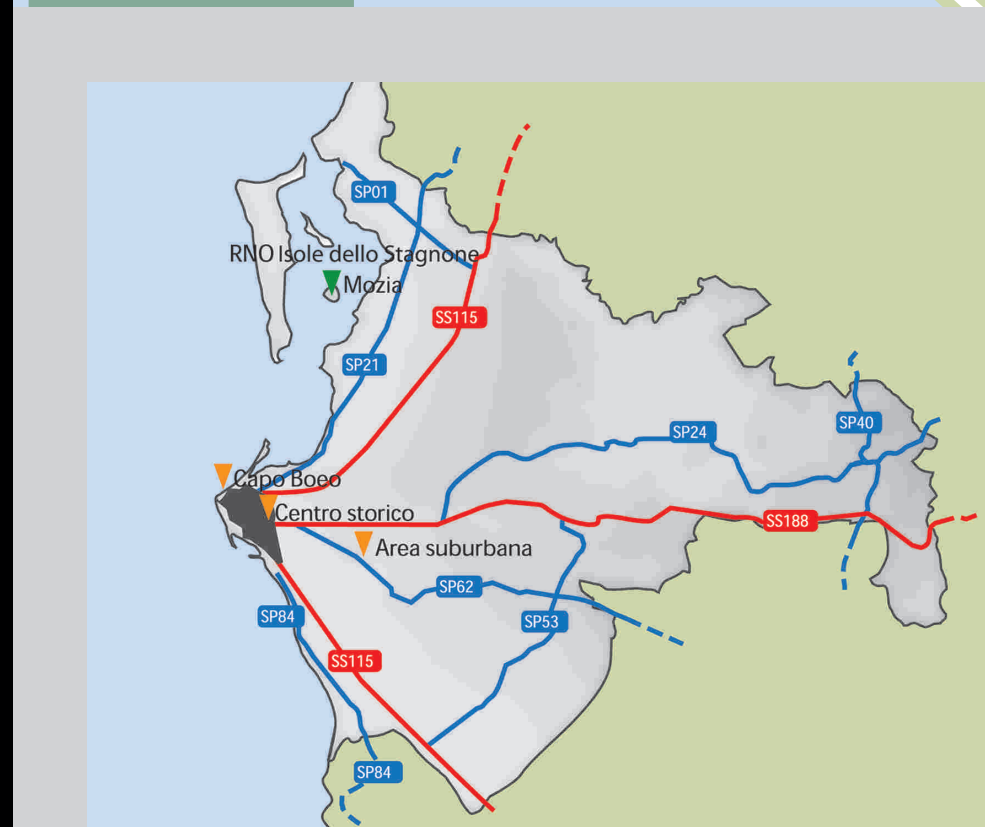 SP01
RNO Isole dello Stagnone
Mozia
SS115
SP21
SP40
SP24
Capo Boeo
Centro storico
SS188
Area suburbana
SP62
SP84
SP53
SS115
SP84